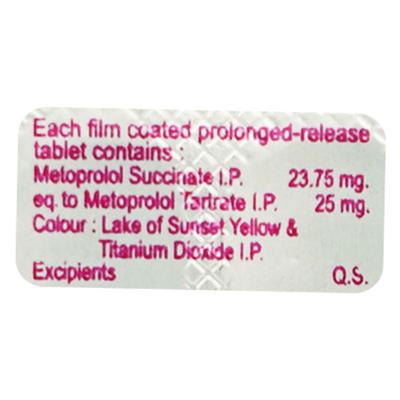 Each film coated prolonged-release
tablet contains :
Metoprolol Succinate I.P. 23.75 mg.
eq. to Metoprolol Tartrate I.P. 25 mg.
Colour : Lake of Sunset Yellow &
Titanium Dioxide I.P.
Excipients Q.S.